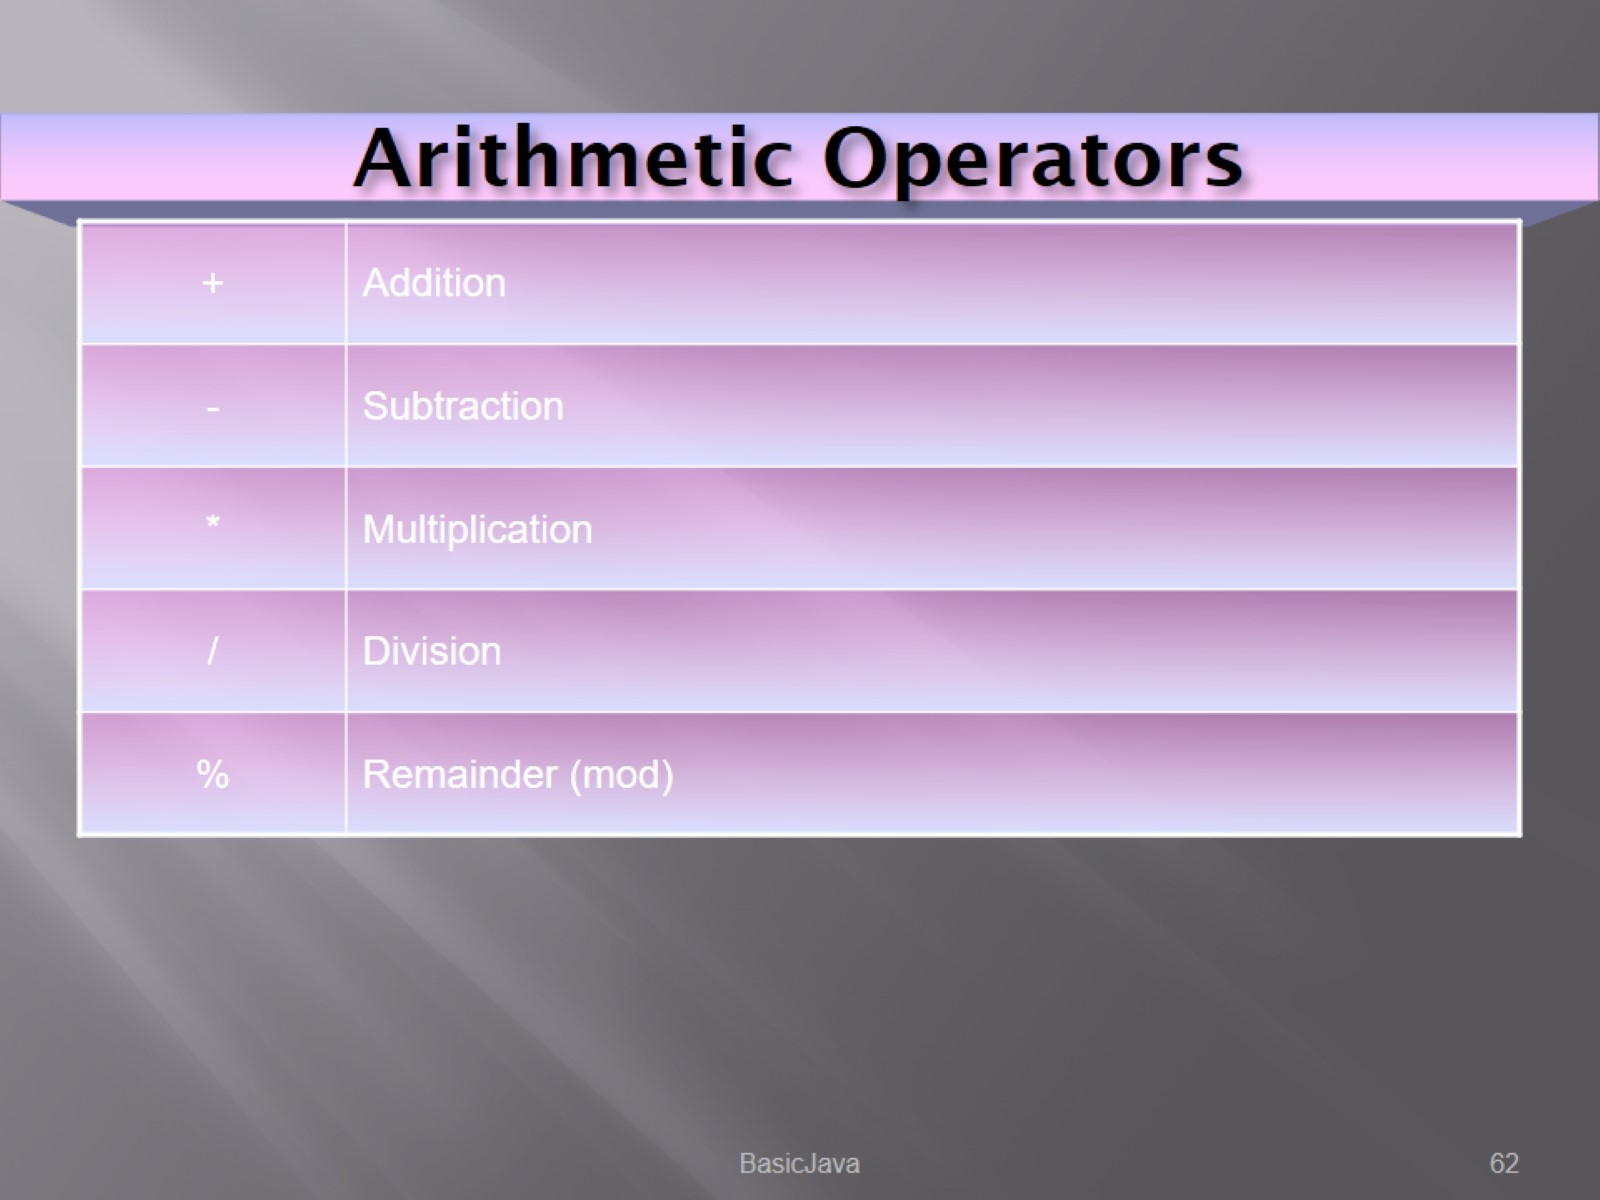 Arithmetic Operators
+ Addition
- Subtraction
* Multiplication
/ Division
% Remainder (mod)
BasicJava 62